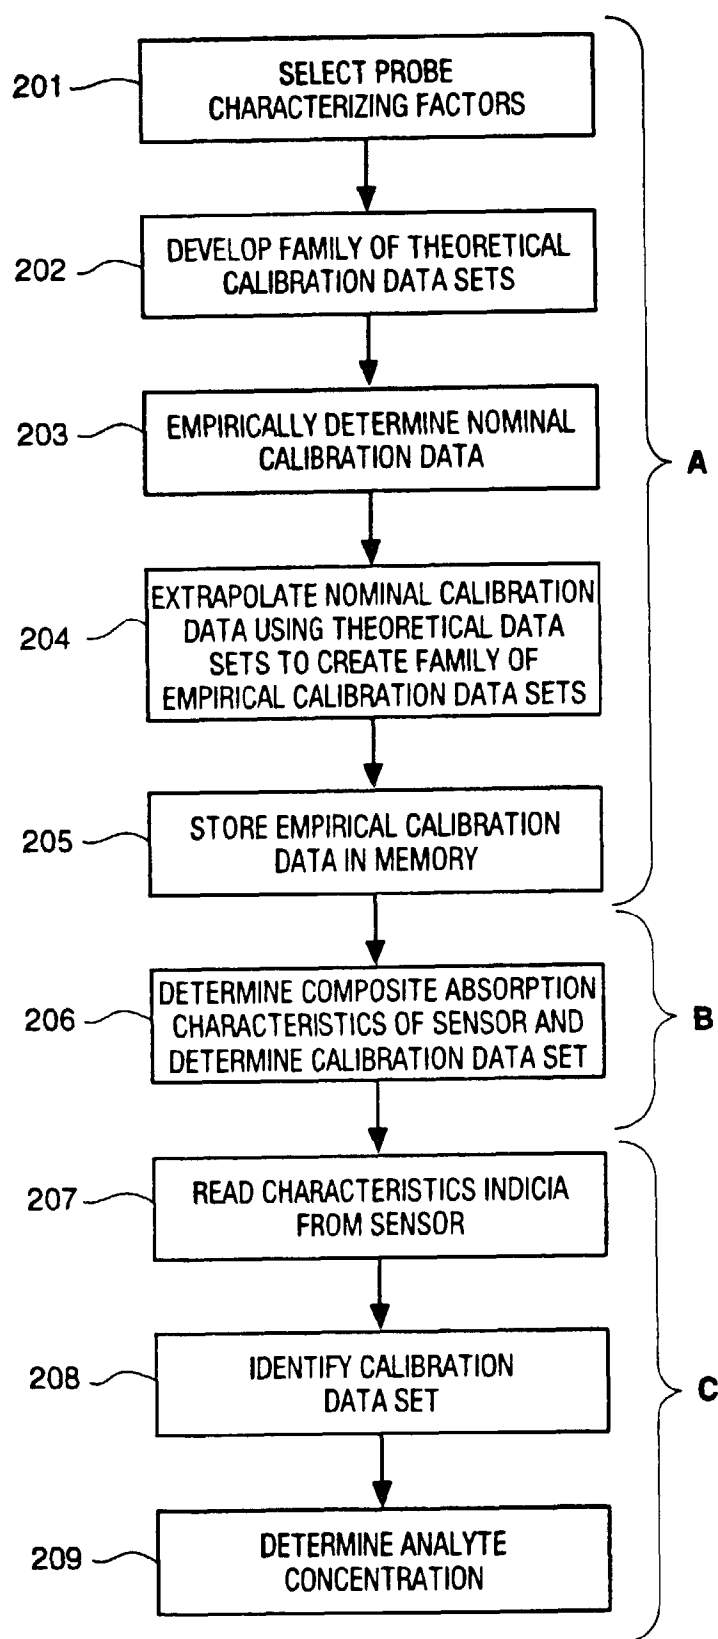 201
SELECT PROBE
CHARACTERIZING FACTORS
202
DEVELOP FAMILY OF THEORETICAL
CALIBRATION DATA SETS
203
EMPIRICALLY DETERMINE NOMINAL
CALIBRATION DATA
A
204
EXTRAPOLATE NOMINAL CALIBRATION
DATA USING THEORETICAL DATA
SETS TO CREATE FAMILY OF
EMPIRICAL CALIBRATION DATA SETS
205
STORE EMPIRICAL CALIBRATION
DATA IN MEMORY
206
DETERMINE COMPOSITE ABSORPTION
CHARACTERISTICS OF SENSOR AND
DETERMINE CALIBRATION DATA SET
B
207
READ CHARACTERISTICS INDICIA
FROM SENSOR
208
IDENTIFY CALIBRATION
DATA SET
C
209
DETERMINE ANALYTE
CONCENTRATION